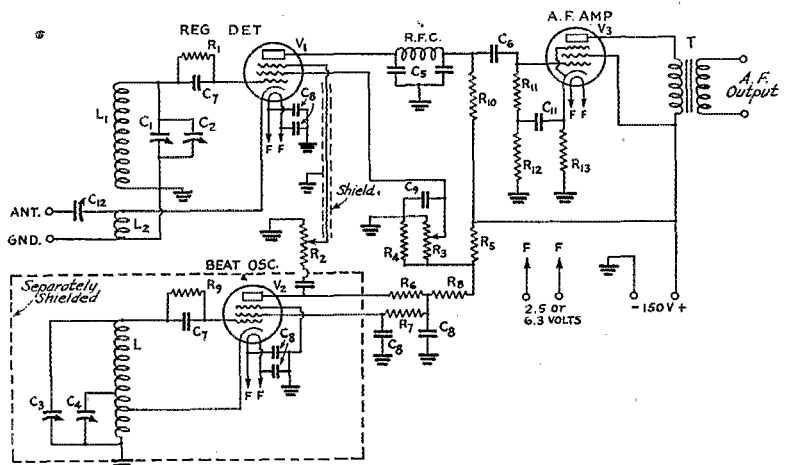 REG DET
A.F. AMP
V1
R.F.C.
C6
V3
T
R1
C7
C8
C5
R11
R10
C11
A.F.
Output
L1
C1
C2
F F
F F
R12
R13
ANT.
C12
Shield.
C9
GND.
L2
R2
R4
R3
R5
F F
BEAT OSC.
Separately
Shielded
R9
V2
R6
R8
2.5 or
6.3 VOLTS
-150V+
C7
C8
R7
C8
C8
L
C3
C4
F F